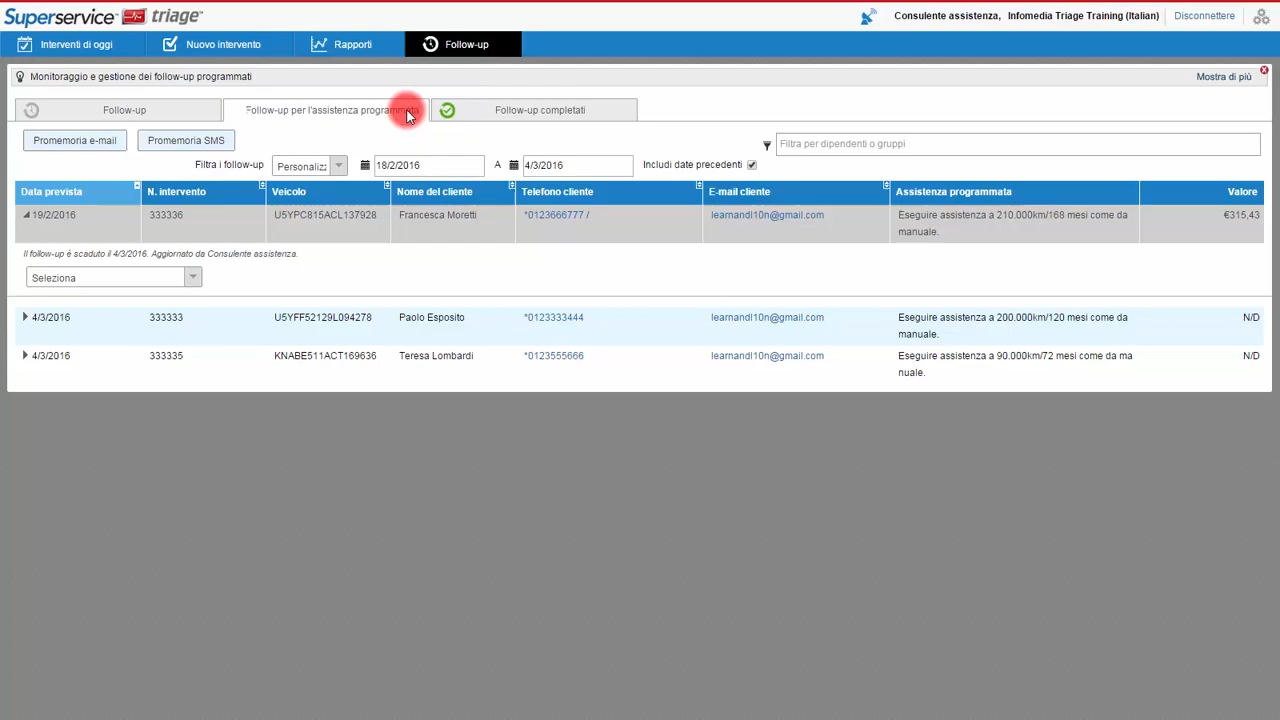 Superservice triage™
Consulente assistenza, Infomedia Triage Training (Italian) Disconnettere
Interventi di oggi Nuovo intervento Rapporti Follow-up
Monitoraggio e gestione dei follow-up programmati Mostra di più
Follow-up Follow-up per l'assistenza programmata Follow-up completati
Promemoria e-mail Promemoria SMS Filtra per dipendenti o gruppi
Filtra i follow-up Personaliz: 18/2/2016 A 4/3/2016 Includi date precedenti
Data prevista N. intervento Veicolo Nome del cliente Telefono cliente E-mail cliente Assistenza programmata Valore
19/2/2016 333336 U5YPC815ACL137928 Francesca Moretti *0123666777 / learnandl10n@gmail.com Eseguire assistenza a 210.000km/168 mesi come da €315,43
manuale.
Il follow-up è scaduto il 4/3/2016. Aggiornato da Consulente assistenza.
Seleziona
4/3/2016 333333 U5YFF52129L094278 Paolo Esposito *0123333444 learnandl10n@gmail.com Eseguire assistenza a 200.000km/120 mesi come da N/D
manuale.
4/3/2016 333335 KNABE511ACT169636 Teresa Lombardi *0123555666 learnandl10n@gmail.com Eseguire assistenza a 90.000km/72 mesi come da ma N/D
nuale.